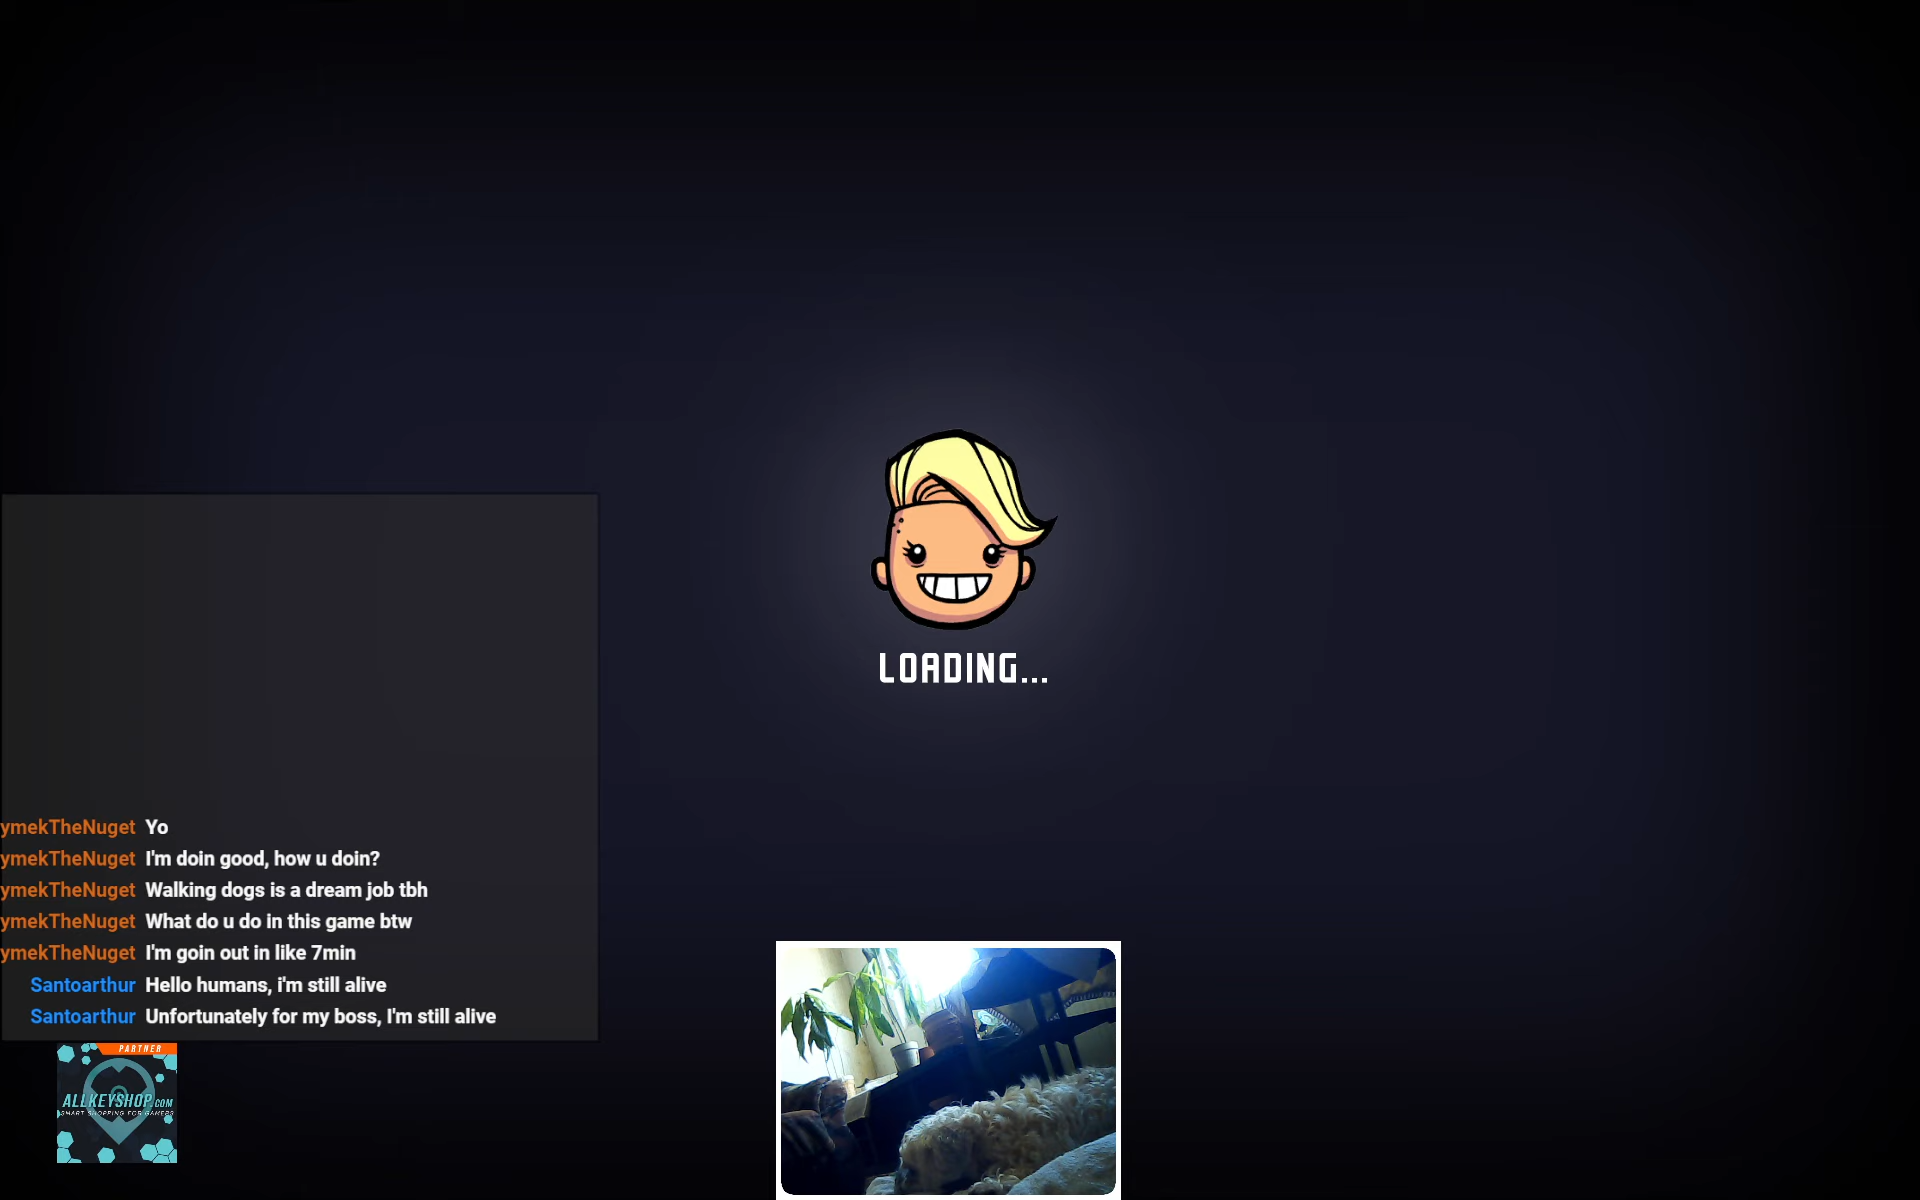 LOADING...
ymekTheNuget Yo
ymekTheNuget I'm doin good, how u doin?
ymekTheNuget Walking dogs is a dream job tbh
ymekTheNuget What do u do in this game btw
ymekTheNuget I'm goin out in like 7min
Santoarthur Hello humans, i'm still alive
Santoarthur Unfortunately for my boss, I'm still alive
PARTNER
ALLKEYSHOP.COM
SMART SHOPPING FOR GAMERS